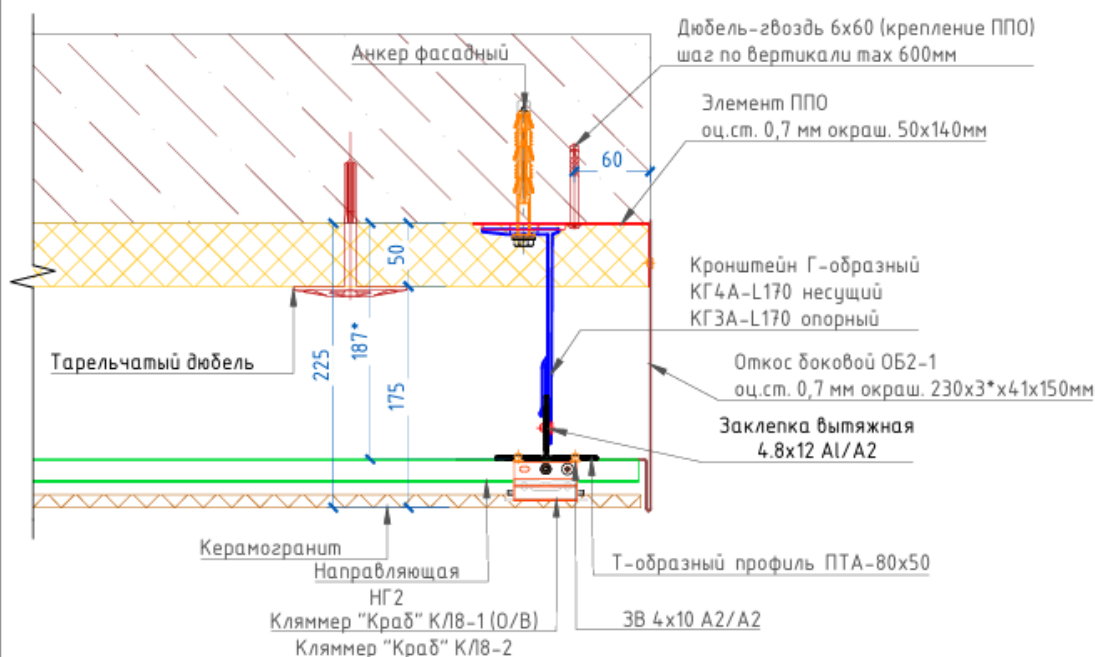 Дюбель-гвоздь 6х60 (крепление ППО)
шаг по вертикали max 600мм
Анкер фасадный
Элемент ППО
оц.ст. 0,7 мм окраш. 50х140мм
60
50
Кронштейн Г-образный
КГ4А-L170 несущий
КГ3А-L170 опорный
Тарельчатый дюбель
225
187*
175
Откос боковой ОБ2-1
оц.ст. 0,7 мм окраш. 230х3*х41х150мм
Заклепка вытяжная
4.8х12 Al/A2
Керамогранит
Направляющая
НГ2
Т-образный профиль ПТА-80х50
Кляммер "Краб" КЛ8-1 (О/В)
Кляммер "Краб" КЛ8-2
ЗВ 4х10 А2/А2